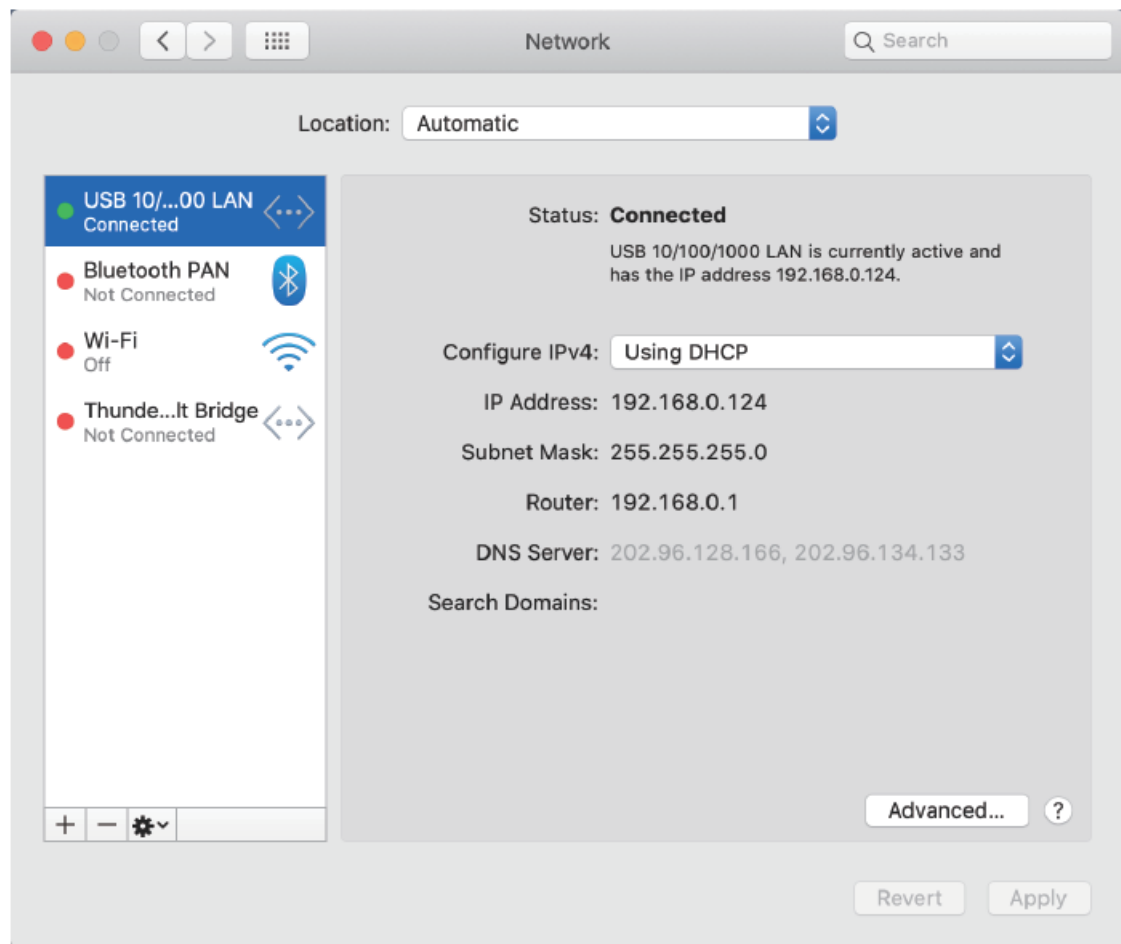 Network
Search
Location: Automatic
USB 10/...00 LAN
Connected
Bluetooth PAN
Not Connected
Wi-Fi
Off
Thunde...lt Bridge
Not Connected
Status: Connected
USB 10/100/1000 LAN is currently active and
has the IP address 192.168.0.124.
Configure IPv4: Using DHCP
IP Address: 192.168.0.124
Subnet Mask: 255.255.255.0
Router: 192.168.0.1
DNS Server: 202.96.128.166, 202.96.134.133
Search Domains:
Advanced... ?
Revert Apply